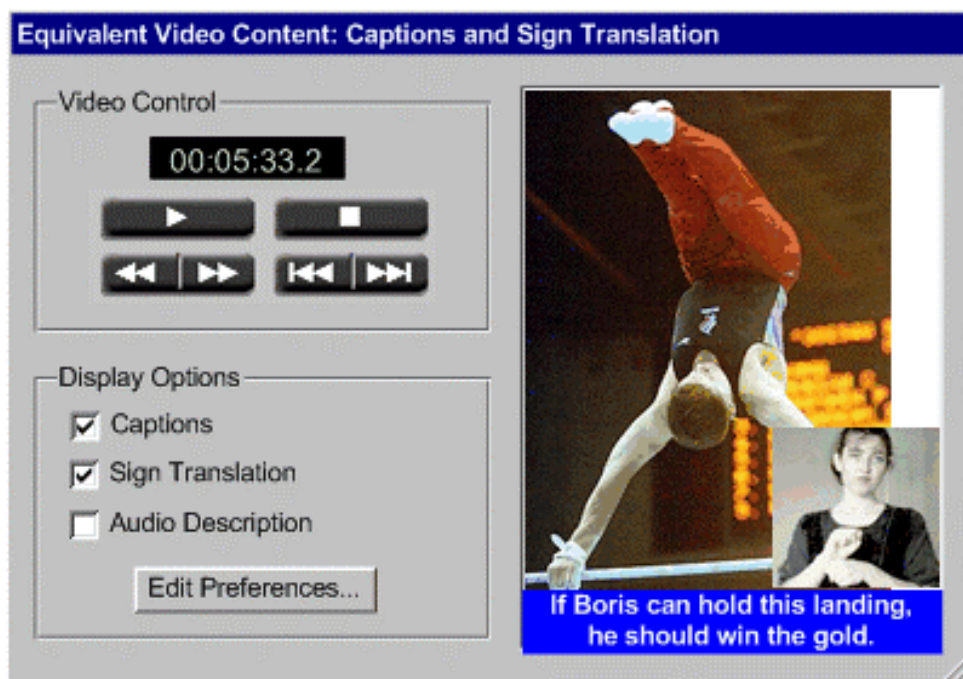 Equivalent Video Content: Captions and Sign Translation
Video Control
00:05:33.2
Display Options
Captions
Sign Translation
Audio Description
Edit Preferences...
If Boris can hold this landing,
he should win the gold.